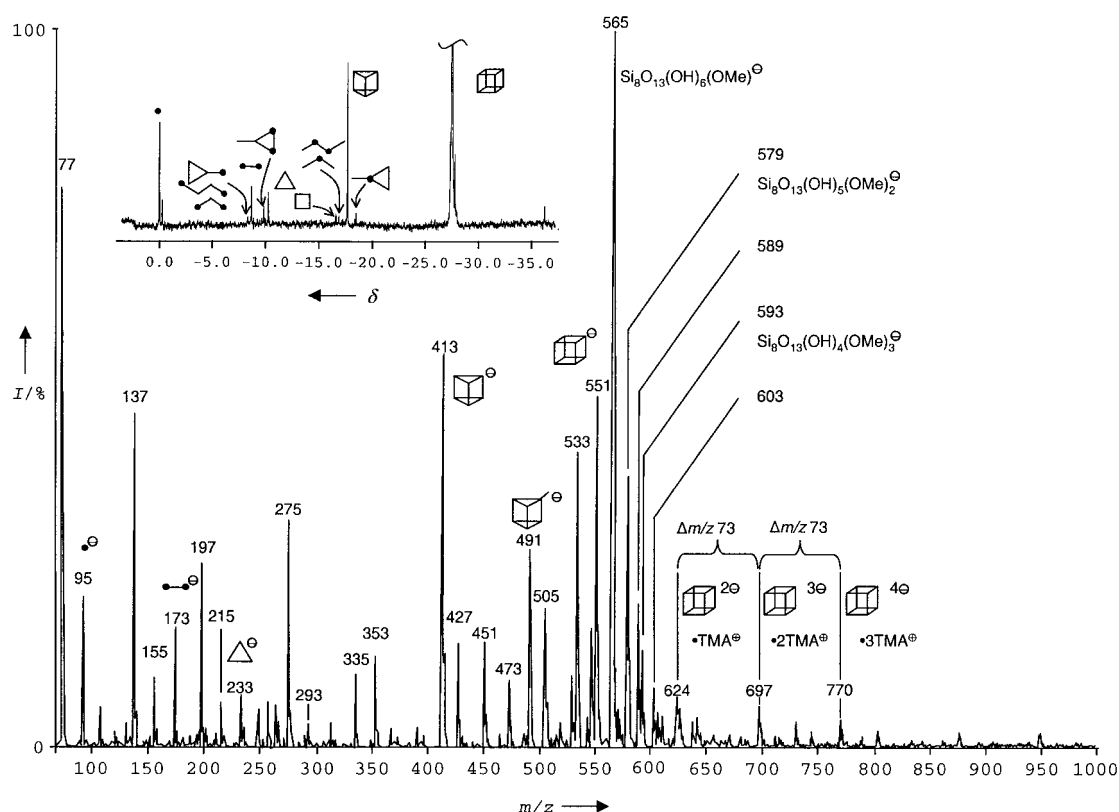 100
565
Si₈O₁₃(OH)₆(OMe)⊖
77
579
Si₈O₁₃(OH)₅(OMe)₂⊖
589
593
Si₈O₁₃(OH)₄(OMe)₃⊖
603
0.0 -5.0 -10.0 -15.0 -20.0 -25.0 -30.0 -35.0
δ
I/%
413
⊖
⊖
551
137
533
275
⊖
491
⊖
95
⊖
197
173
215
155
⊖
233
293
335
353
427
451
473
505
Δm/z 73 Δm/z 73
2⊖ 3⊖ 4⊖
•TMA⊕ •2TMA⊕ •3TMA⊕
624 697 770
0
100 150 200 250 300 350 400 450 500 550 600 650 700 750 800 850 900 950 1000
m/z